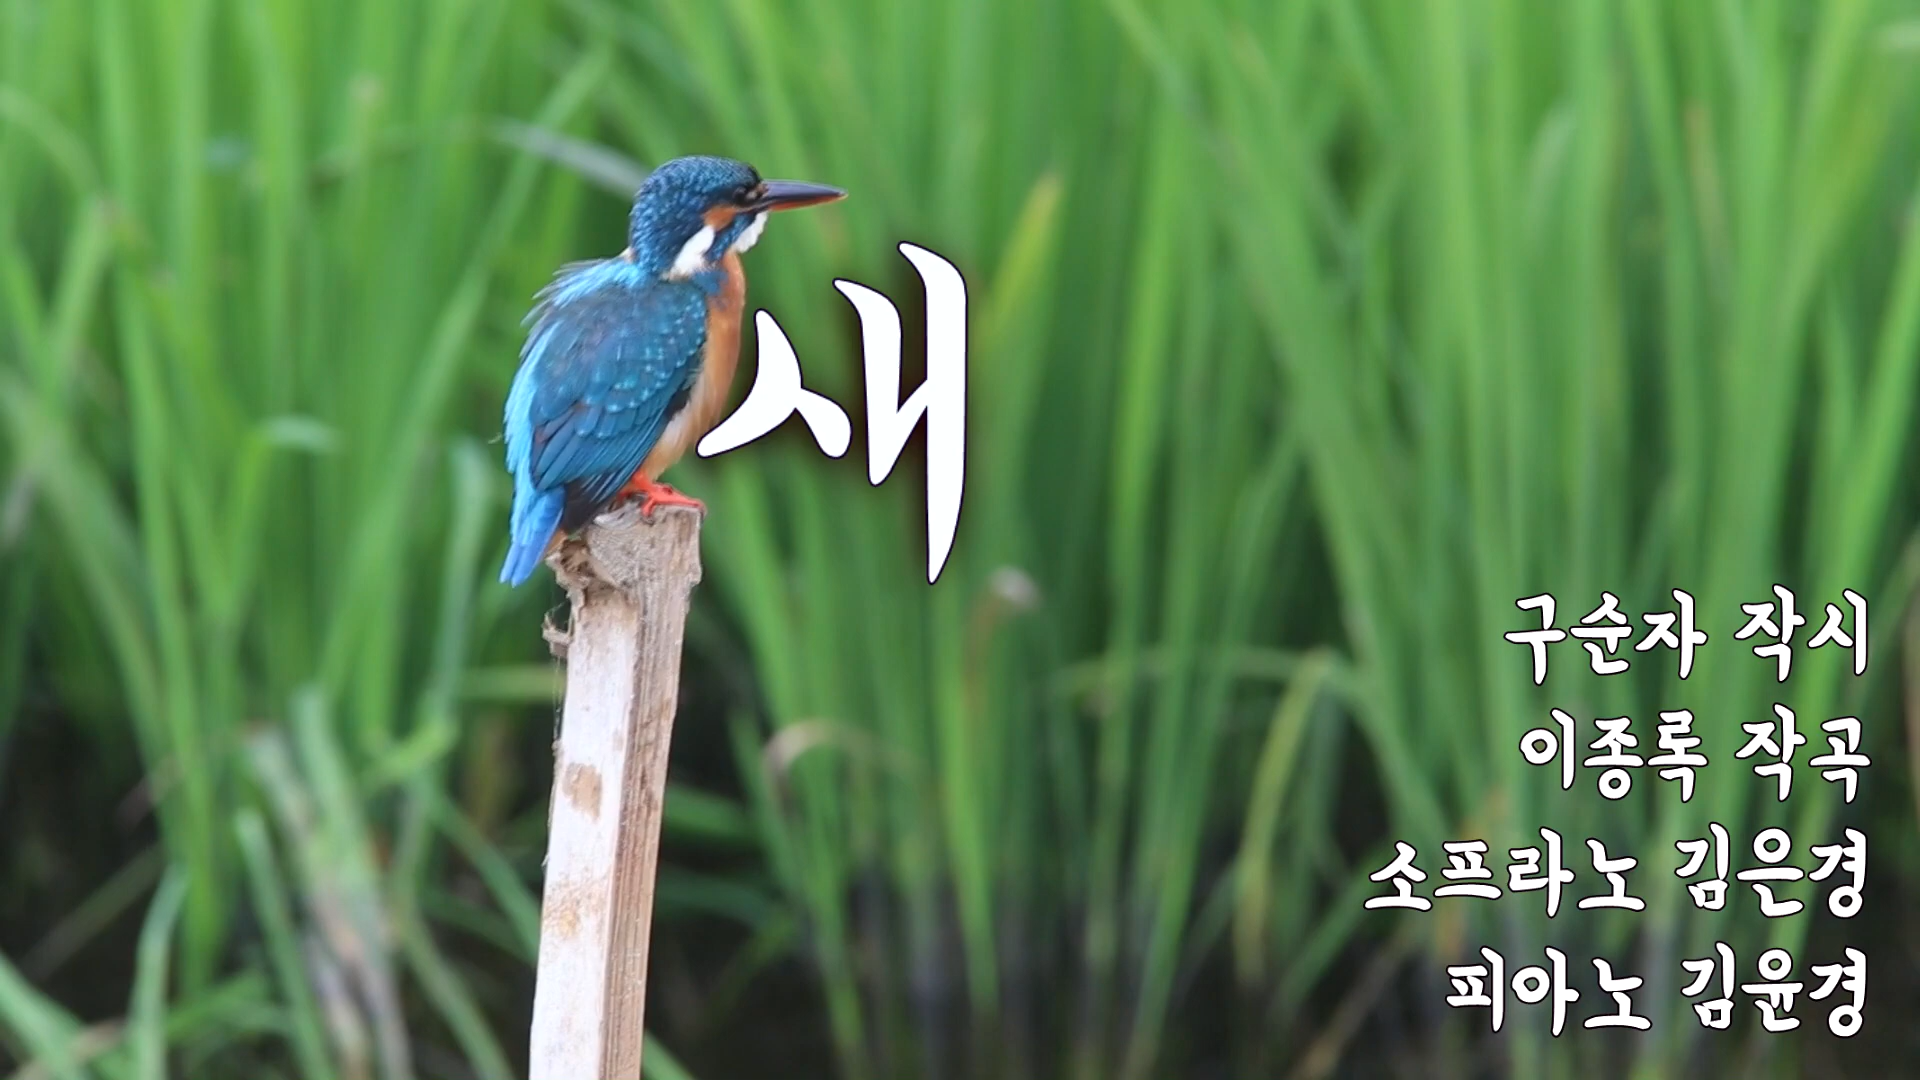 새
구순자 작시
이종록 작곡
소프라노 김은경
피아노 김윤경